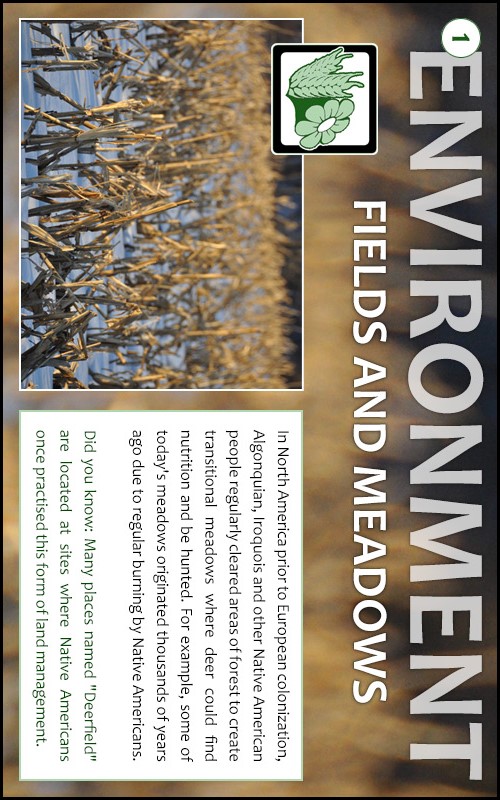 1
ENVIRONMENT
FIELDS AND MEADOWS
In North America prior to European colonization,
Algonquian, Iroquois and other Native American
people regularly cleared areas of forest to create
transitional meadows where deer could find
nutrition and be hunted. For example, some of
today's meadows originated thousands of years
ago due to regular burning by Native Americans.
Did you know: Many places named "Deerfield"
are located at sites where Native Americans
once practised this form of land management.